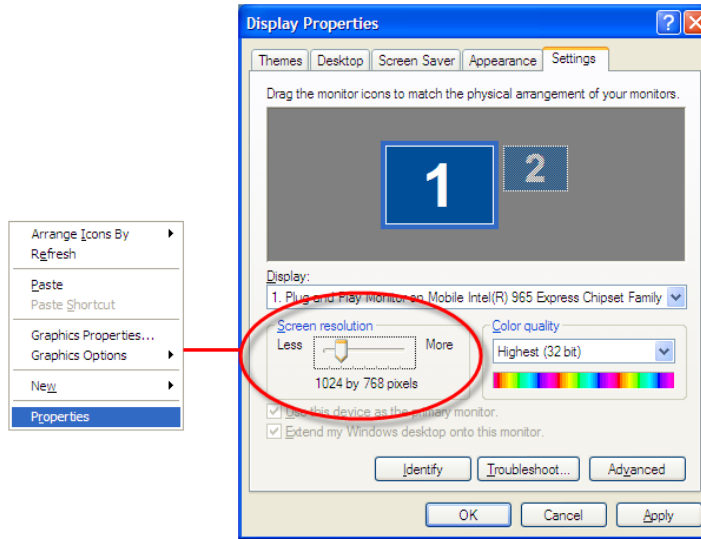 Arrange Icons By
Refresh
Paste
Paste Shortcut
Graphics Properties...
Graphics Options
New
Properties
Display Properties
Themes Desktop Screen Saver Appearance Settings
Drag the monitor icons to match the physical arrangement of your monitors.
1 2
Display:
1. Plug and Play Monitor on Mobile Intel(R) 965 Express Chipset Family
Screen resolution
Less More
1024 by 768 pixels
Color quality
Highest (32 bit)
Use this device as the primary monitor.
Extend my Windows desktop onto this monitor.
Identify Troubleshoot... Advanced
OK Cancel Apply